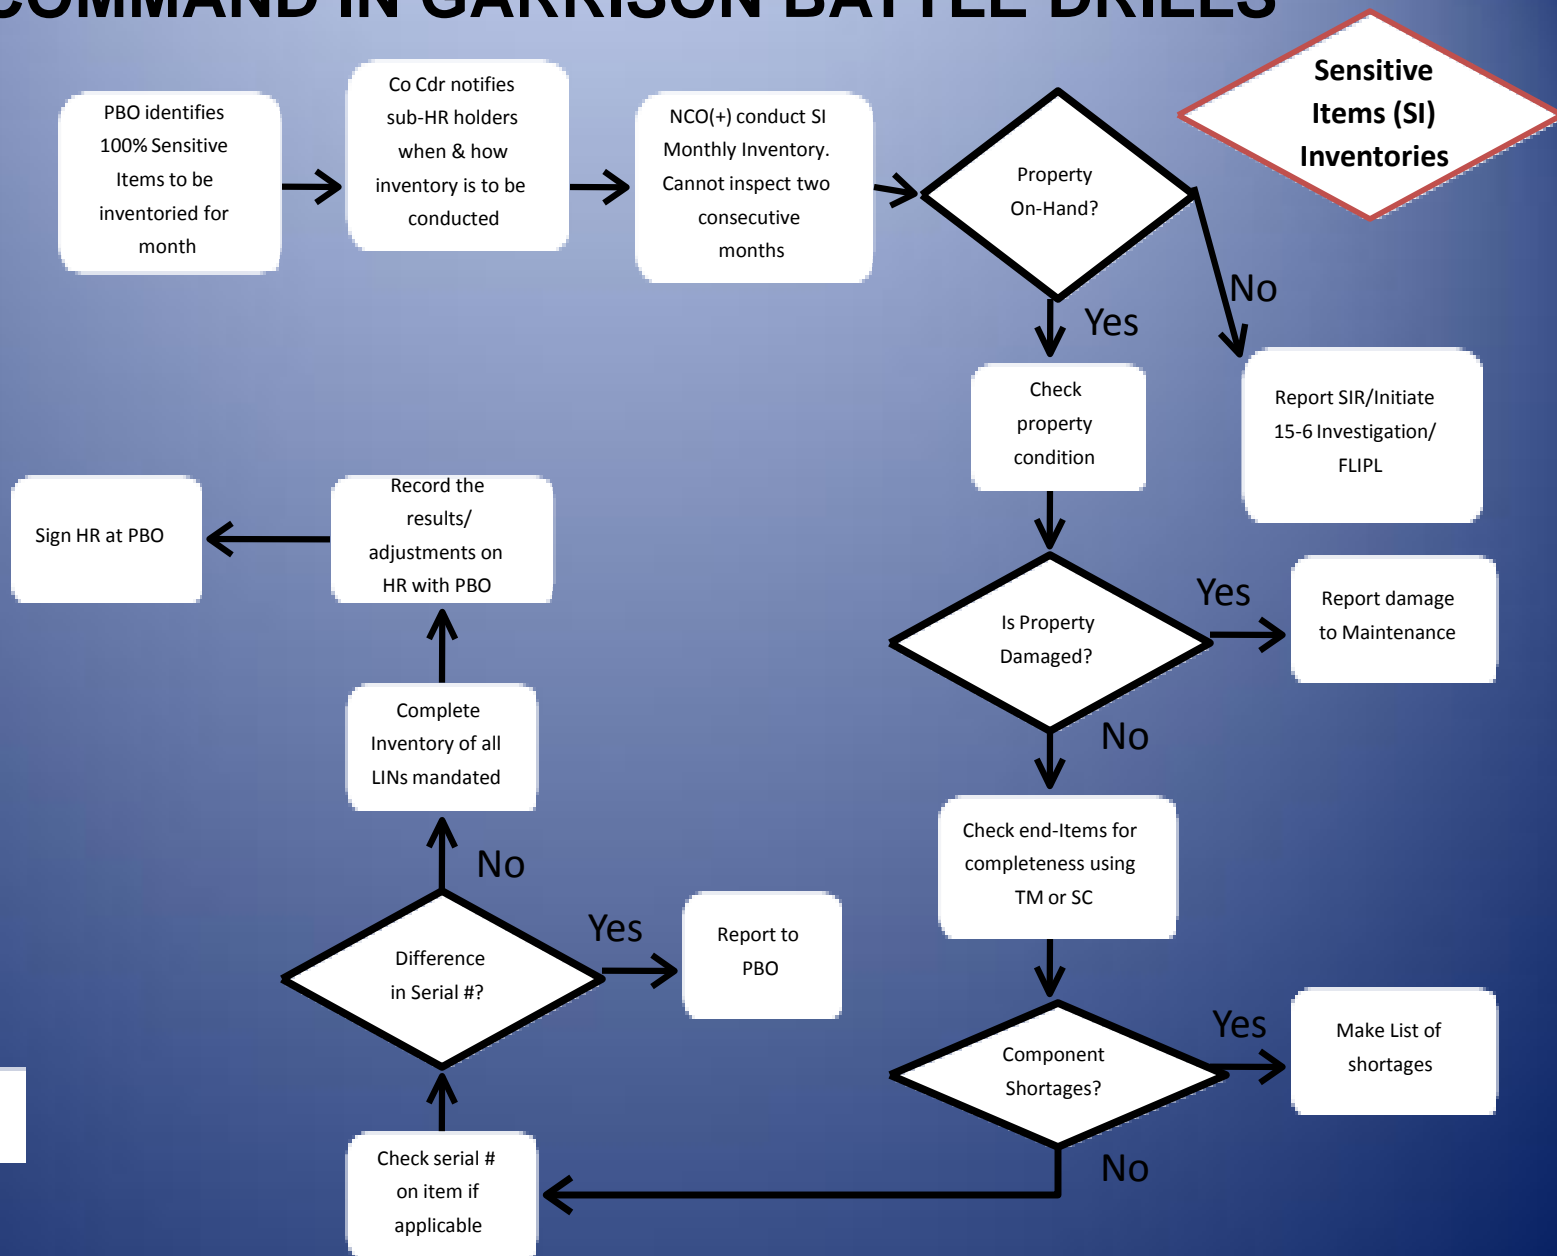 COMMAND IN GARRISON BATTLE DRILLS
Sensitive
Items (SI)
Inventories
PBO identifies
100% Sensitive
Items to be
inventoried for
month
Co Cdr notifies
sub-HR holders
when & how
inventory is to be
conducted
NCO(+) conduct SI
Monthly Inventory.
Cannot inspect two
consecutive
months
Property
On-Hand?
No
Yes
Report SIR/Initiate
15-6 Investigation/
FLIPL
Check
property
condition
Is Property
Damaged?
Yes
Report damage
to Maintenance
No
Check end-Items for
completeness using
TM or SC
Component
Shortages?
Yes
Make List of
shortages
No
Check serial #
on item if
applicable
Difference
in Serial #?
Yes
Report to
PBO
No
Complete
Inventory of all
LINs mandated
Record the
results/
adjustments on
HR with PBO
Sign HR at PBO